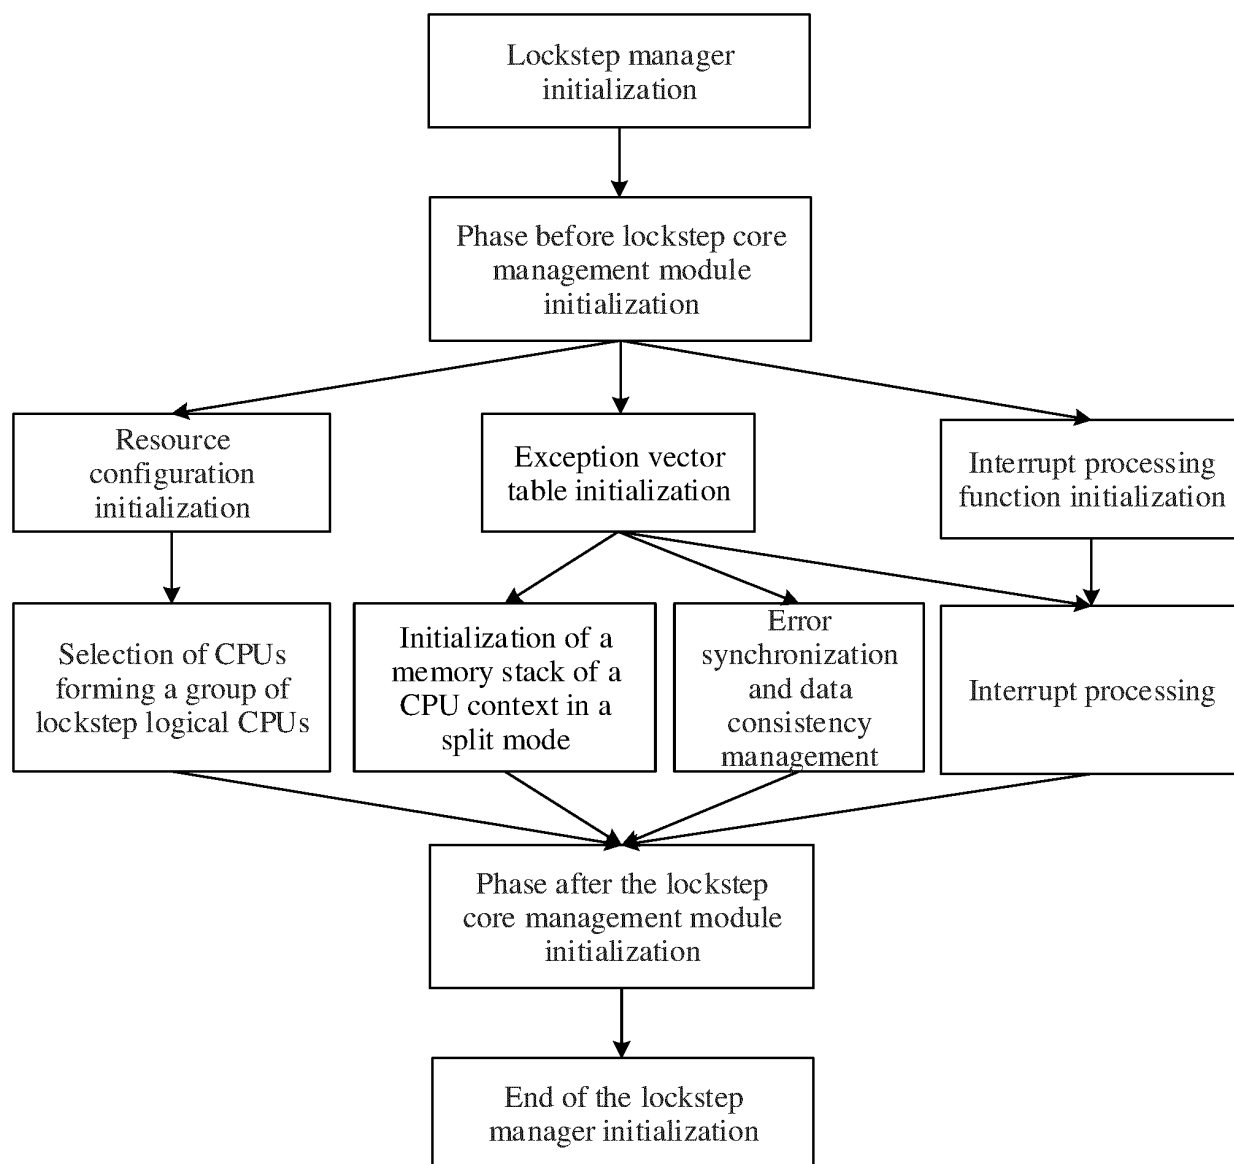 Lockstep manager
initialization
Phase before lockstep core
management module
initialization
Resource
configuration
initialization
Exception vector
table initialization
Interrupt processing
function initialization
Selection of CPUs
forming a group of
lockstep logical CPUs
Initialization of a
memory stack of a
CPU context in a
split mode
Error
synchronization
and data
consistency
management
Interrupt processing
Phase after the lockstep
core management module
initialization
End of the lockstep
manager initialization